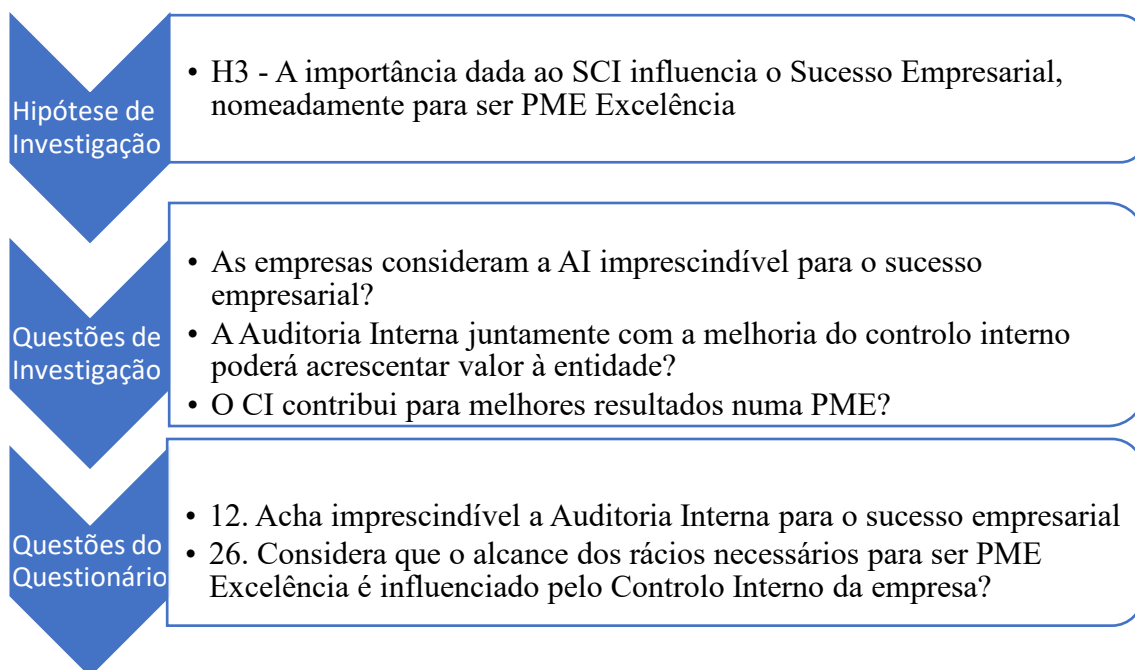 Hipótese de
Investigação
• H3 - A importância dada ao SCI influencia o Sucesso Empresarial,
nomeadamente para ser PME Excelência
Questões de
Investigação
• As empresas consideram a AI imprescindível para o sucesso
empresarial?
• A Auditoria Interna juntamente com a melhoria do controlo interno
poderá acrescentar valor à entidade?
• O CI contribui para melhores resultados numa PME?
Questões do
Questionário
• 12. Acha imprescindível a Auditoria Interna para o sucesso empresarial
• 26. Considera que o alcance dos rácios necessários para ser PME
Excelência é influenciado pelo Controlo Interno da empresa?